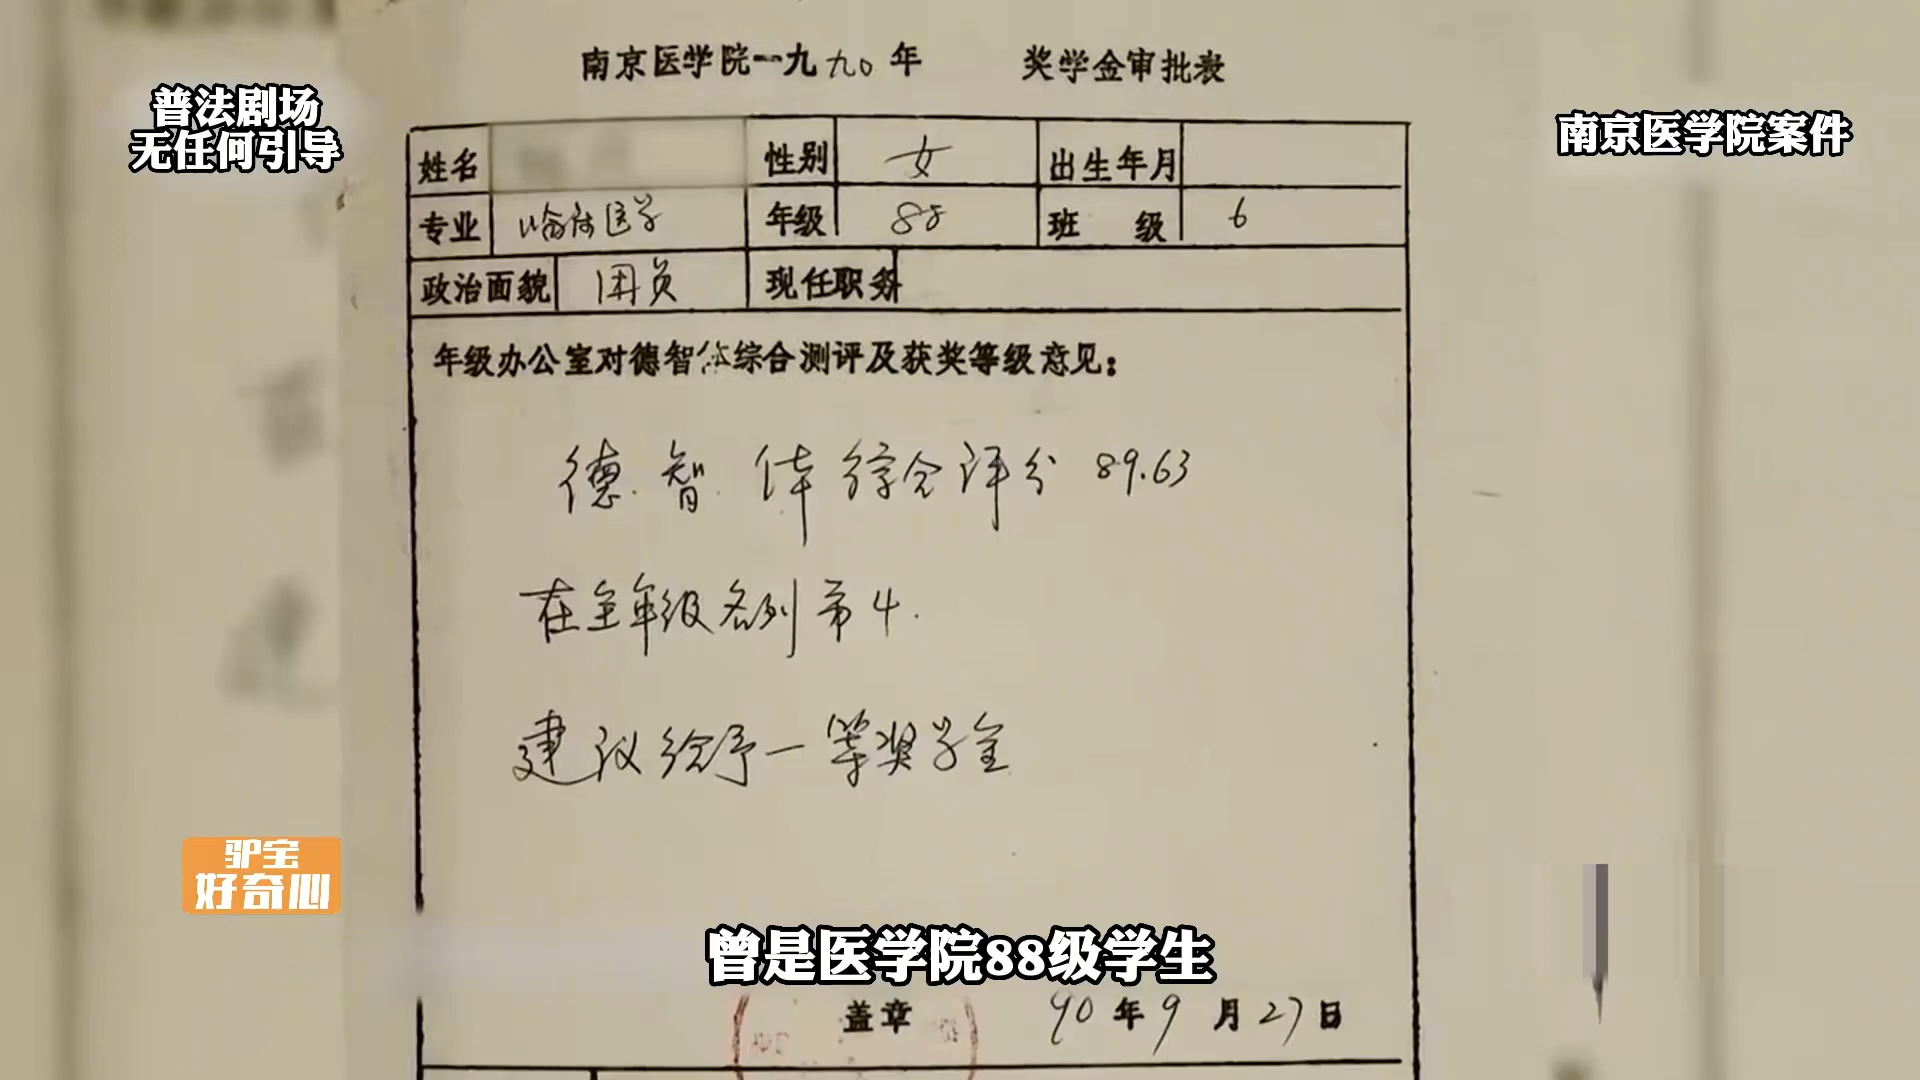 南京医学院一九九〇年 奖学金审批表
普法剧场
无任何引导
南京医学院案件
姓名 性别 女 出生年月
专业 临床医学 年级 88 班 级 6
政治面貌 团员 现任职务
年级办公室对德智体综合测评及获奖等级意见：
德.智.体综合评分 89.63
在全年级名列第4.
建议给予一等奖学金
驴宝
好奇心
曾是医学院88级学生
盖章 90年9月27日